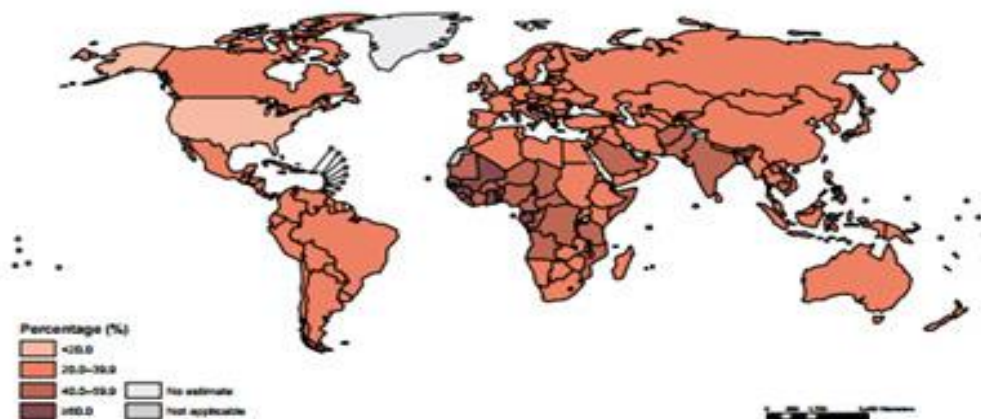 Percentage (%)
<20.0
20.0–39.9
40.0–59.9
≥60.0
No estimate
Not applicable